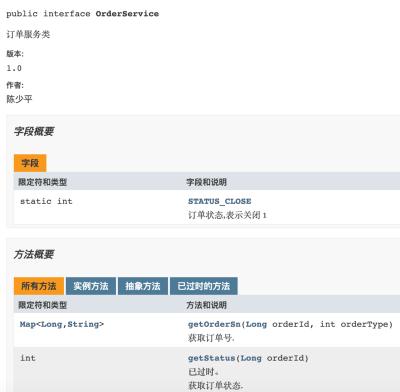 public interface OrderService
订单服务类
版本:
1.0
作者:
陈少平
字段概要
字段
限定符和类型 字段和说明
static int STATUS_CLOSE
订单状态,表示关闭 1
方法概要
所有方法 实例方法 抽象方法 已过时的方法
限定符和类型 方法和说明
Map<Long,String> getOrderSn(Long orderId, int orderType)
获取订单号.
int getStatus(Long orderId)
已过时。
获取订单状态.